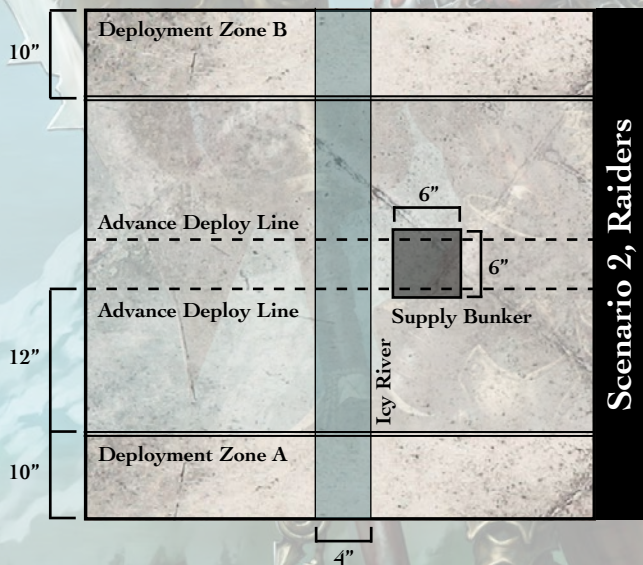 Deployment Zone B
10”
6”
Advance Deploy Line
6”
Advance Deploy Line
Supply Bunker
12”
Icy River
Deployment Zone A
10”
4”
Scenario 2, Raiders